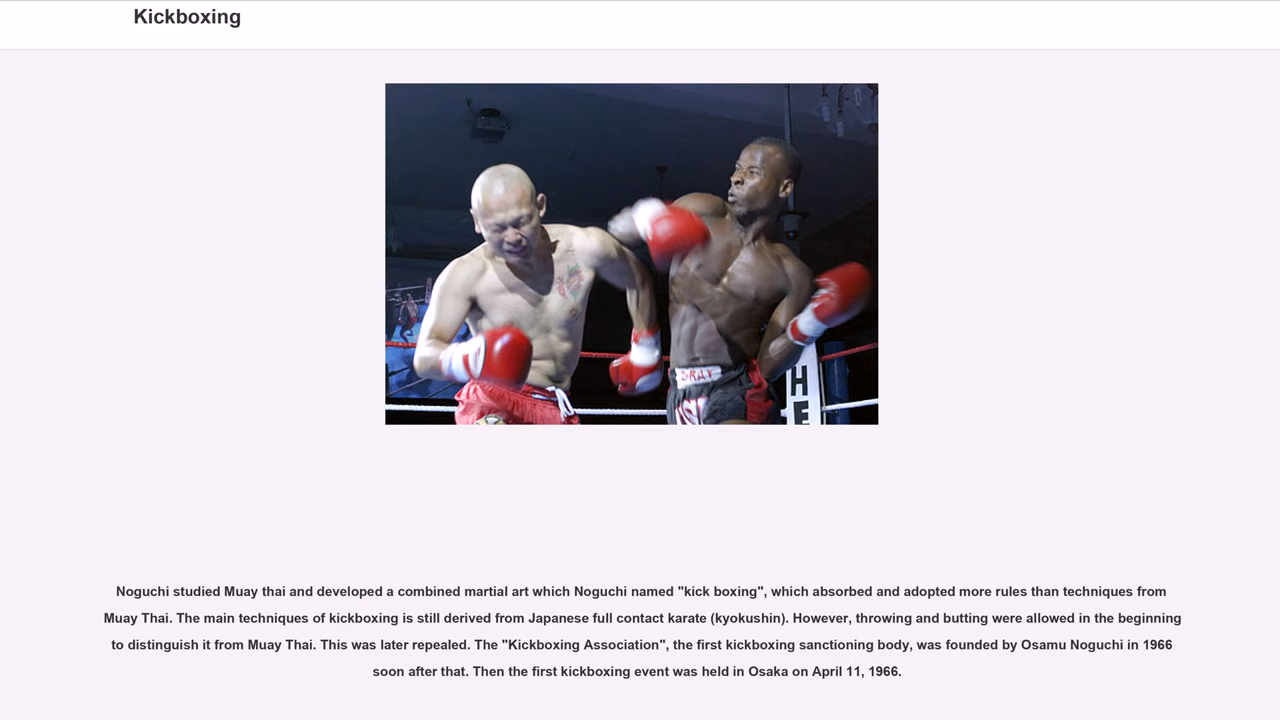 Kickboxing
GRAY
HE
Noguchi studied Muay thai and developed a combined martial art which Noguchi named "kick boxing", which absorbed and adopted more rules than techniques from
Muay Thai. The main techniques of kickboxing is still derived from Japanese full contact karate (kyokushin). However, throwing and butting were allowed in the beginning
to distinguish it from Muay Thai. This was later repealed. The "Kickboxing Association", the first kickboxing sanctioning body, was founded by Osamu Noguchi in 1966
soon after that. Then the first kickboxing event was held in Osaka on April 11, 1966.